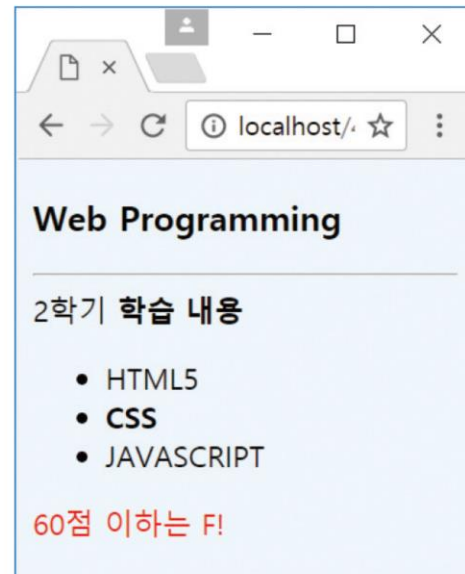 localhost/
Web Programming
2학기 학습 내용
HTML5
CSS
JAVASCRIPT
60점 이하는 F!